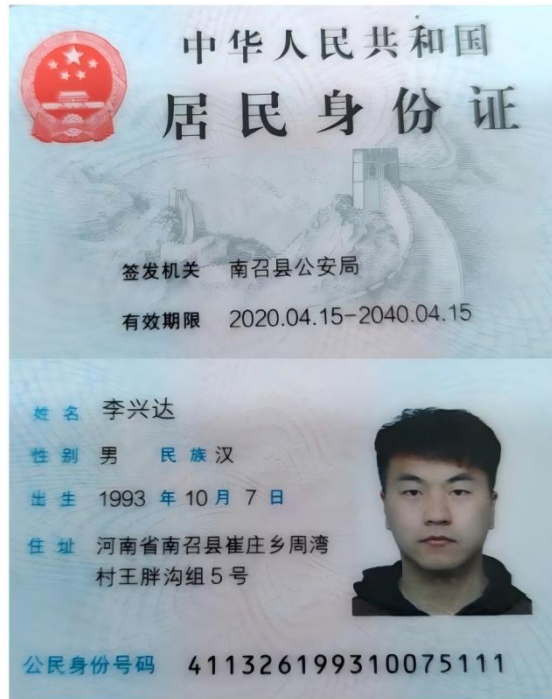 中华人民共和国
居民身份证
签发机关 南召县公安局
有效期限 2020.04.15-2040.04.15
姓名 李兴达
性别 男 民族 汉
出生 1993 年 10 月 7 日
住址 河南省南召县崔庄乡周湾
村王胖沟组5号
公民身份号码 411326199310075111